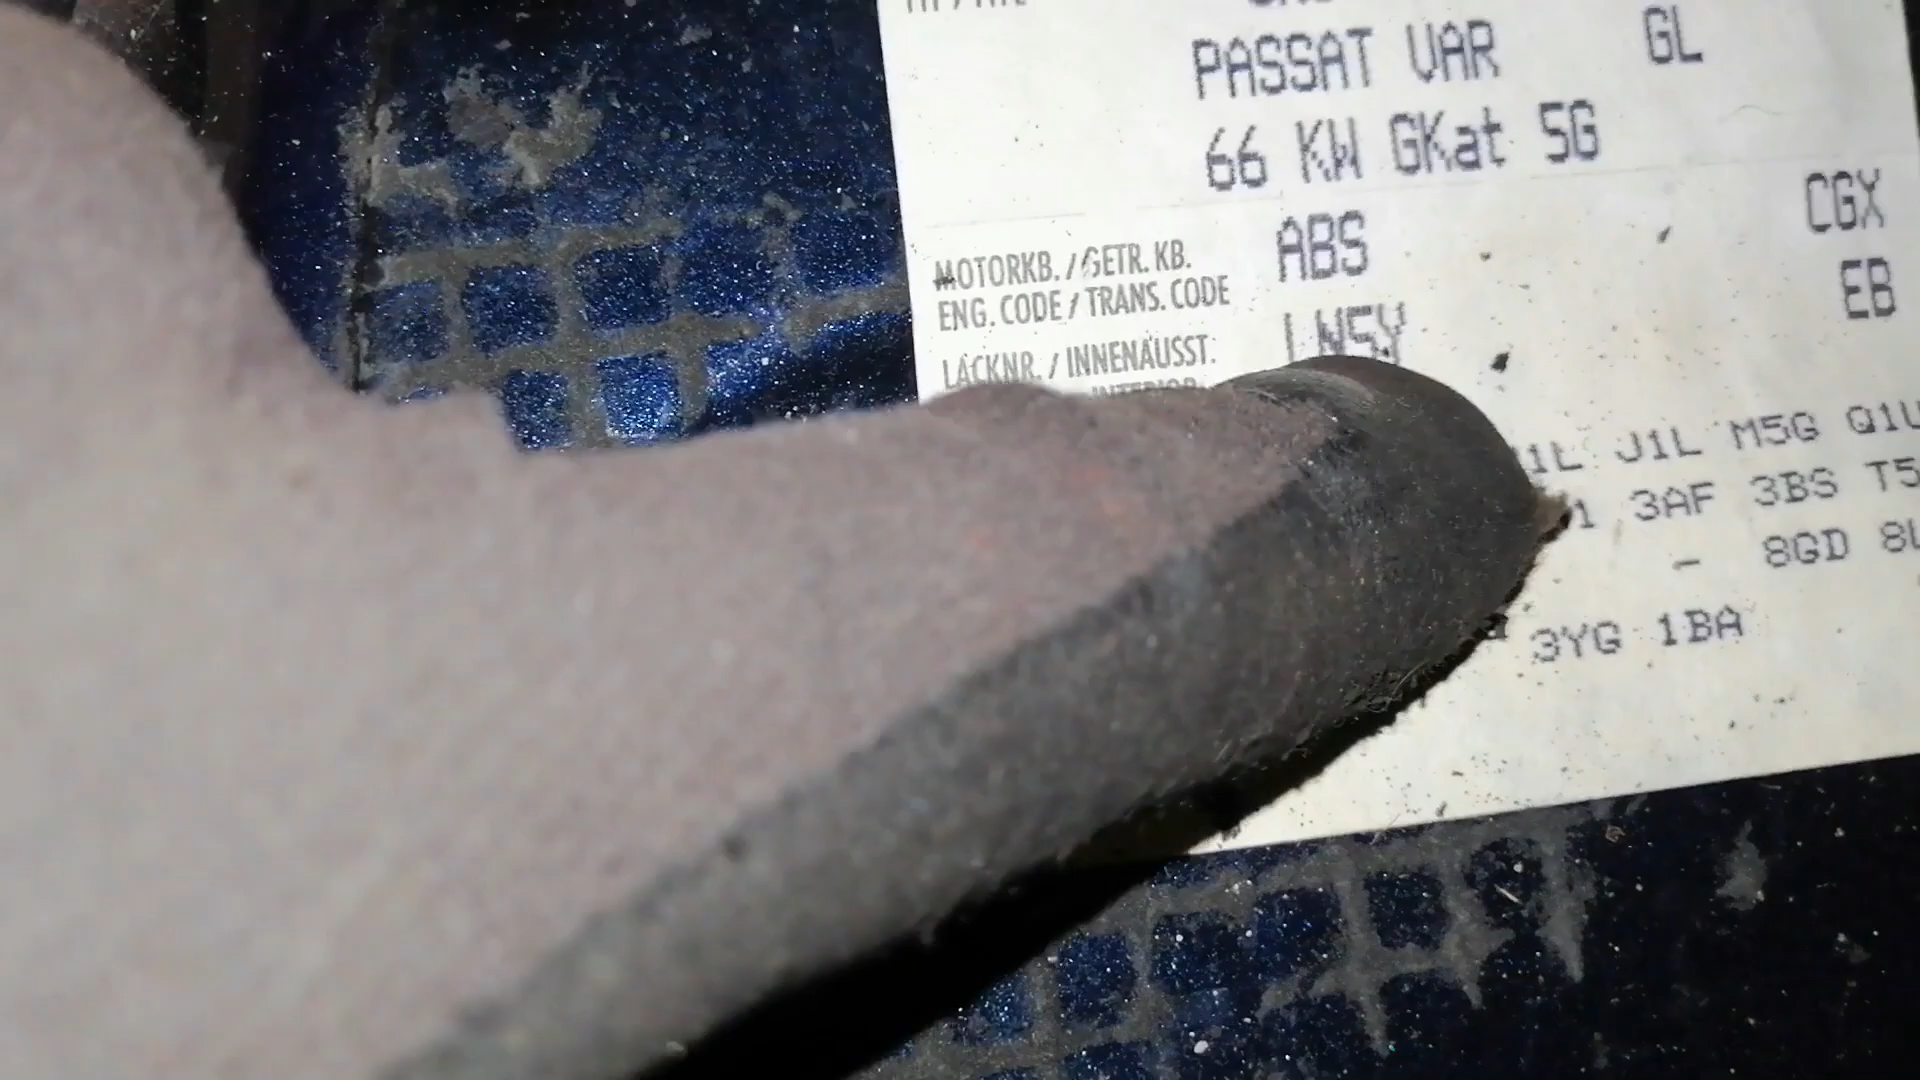 PASSAT VAR GL
66 KW GKat 5G
MOTORKB. / GETR. KB.
ENG. CODE / TRANS. CODE
ABS CGX
LACKNR. / INNENAUSST.
LN5Y EB
INTERIOR
J1L M5G
3AF 3BS
- 8GD
3YG 1BA